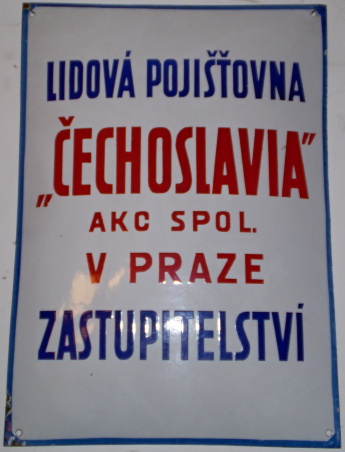 LIDOVÁ POJIŠŤOVNA
„ČECHOSLAVIA"
AKC SPOL.
V PRAZE
ZASTUPITELSTVÍ